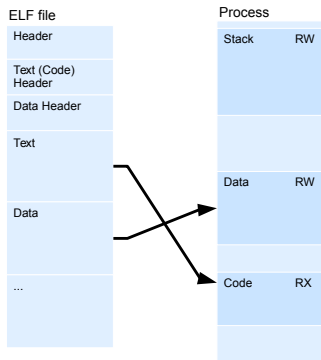 ELF file
Header
Text (Code)
Header
Data Header
Text
Data
...
Process
Stack RW
Data RW
Code RX